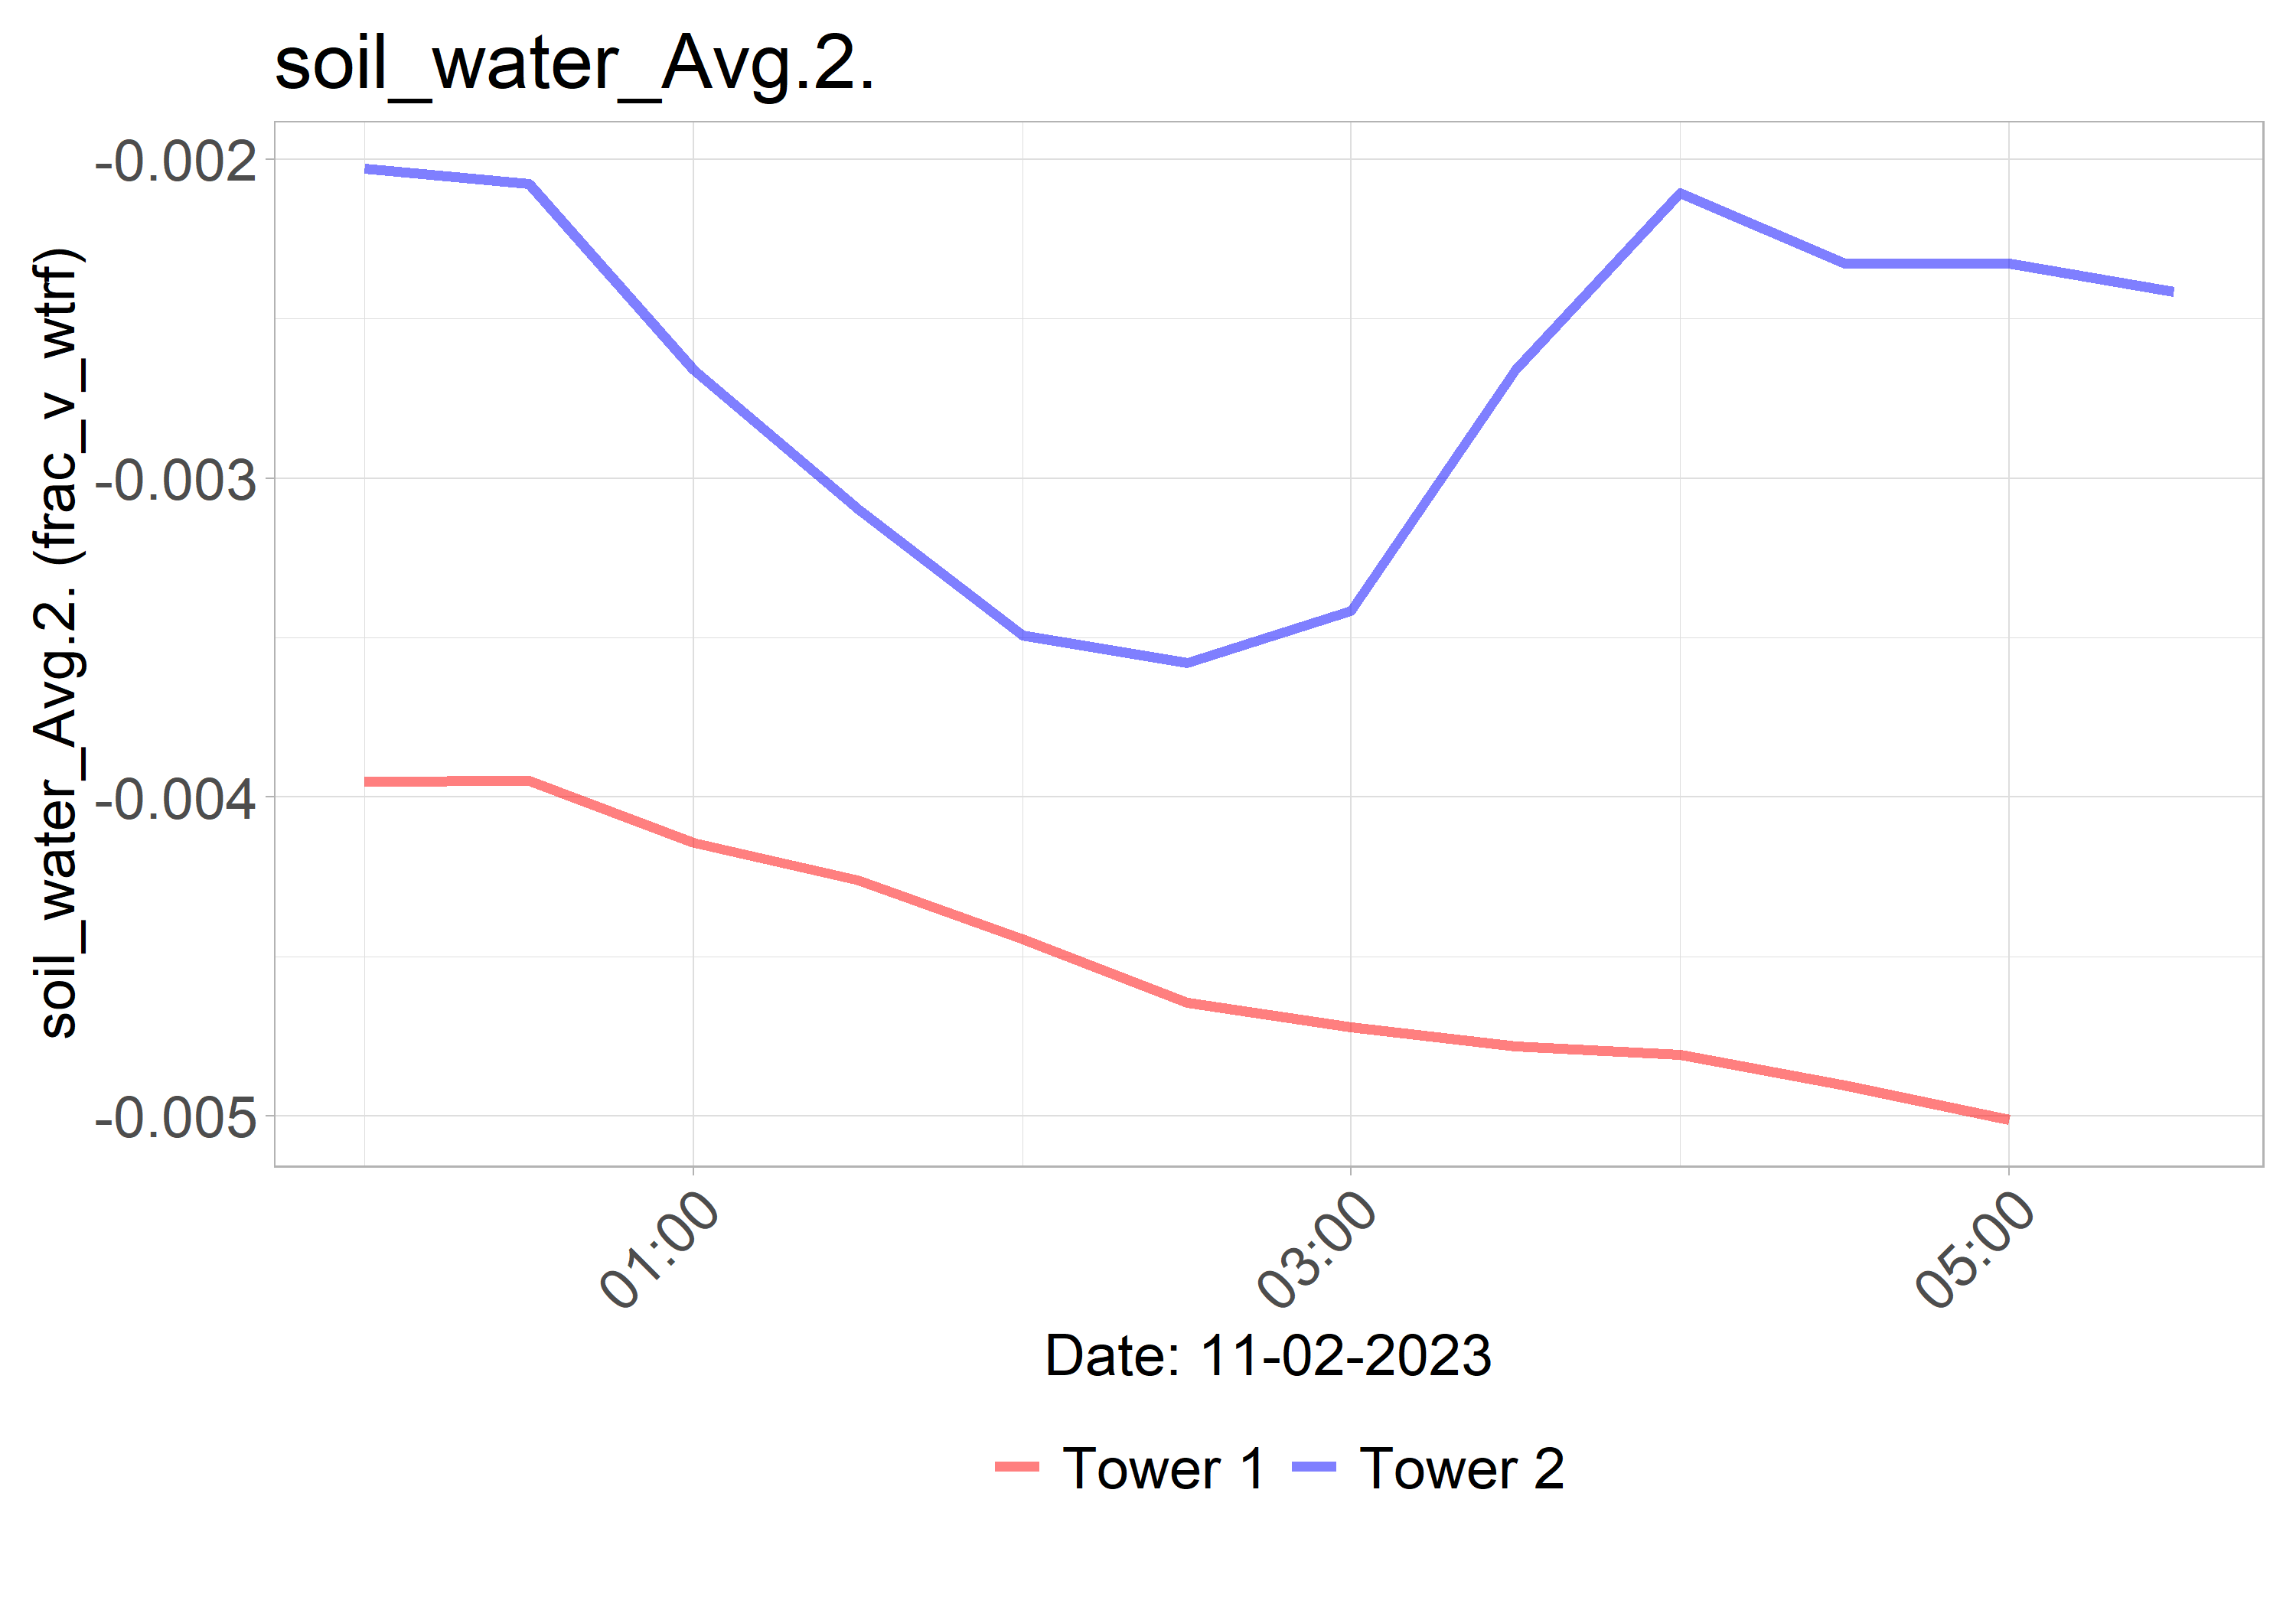 soil_water_Avg.2.
soil_water_Avg.2. (frac_v_wtrf)
-0.002
-0.003
-0.004
-0.005
01:00
03:00
05:00
Date: 11-02-2023
Tower 1
Tower 2